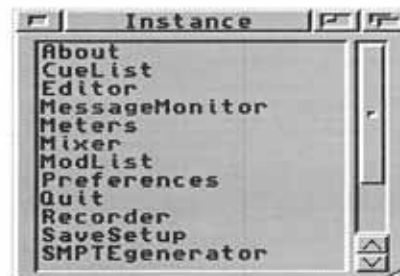 Instance
About
CueList
Editor
MessageMonitor
Meters
Mixer
ModList
Preferences
Quit
Recorder
SaveSetup
SMPTEgenerator